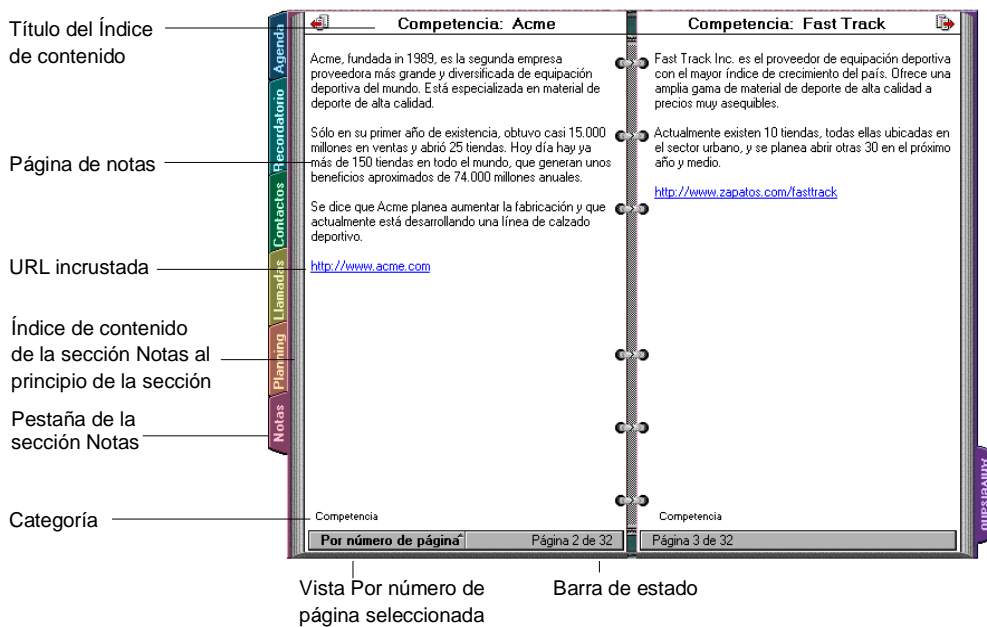 Título del Índice
de contenido
Página de notas
URL incrustada
Índice de contenido
de la sección Notas al
principio de la sección
Pestaña de la
sección Notas
Categoría
Agenda
Recordatorio
Contactos
Llamadas
Planning
Notas
Competencia: Acme
Acme, fundada en 1989, es la segunda empresa
proveedora más grande y diversificada de equipación
deportiva del mundo. Está especializada en material de
deporte de alta calidad.
Sólo en su primer año de existencia, obtuvo casi 15.000
millones en ventas y abrió 25 tiendas. Hoy día hay ya
más de 150 tiendas en todo el mundo, que generan unos
beneficios aproximados de 74.000 millones anuales.
Se dice que Acme planea aumentar la fabricación y que
actualmente está desarrollando una línea de calzado
deportivo.
http://www.acme.com
Competencia
Por número de página
Página 2 de 32
Competencia: Fast Track
Fast Track Inc. es el proveedor de equipación deportiva
con el mayor índice de crecimiento del país. Ofrece una
amplia gama de material de deporte de alta calidad a
precios muy asequibles.
Actualmente existen 10 tiendas, todas ellas ubicadas en
el sector urbano, y se planea abrir otras 30 en el próximo
año y medio.
http://www.zapatos.com/fasttrack
Competencia
Página 3 de 32
Aniversario
Vista Por número de
página seleccionada
Barra de estado